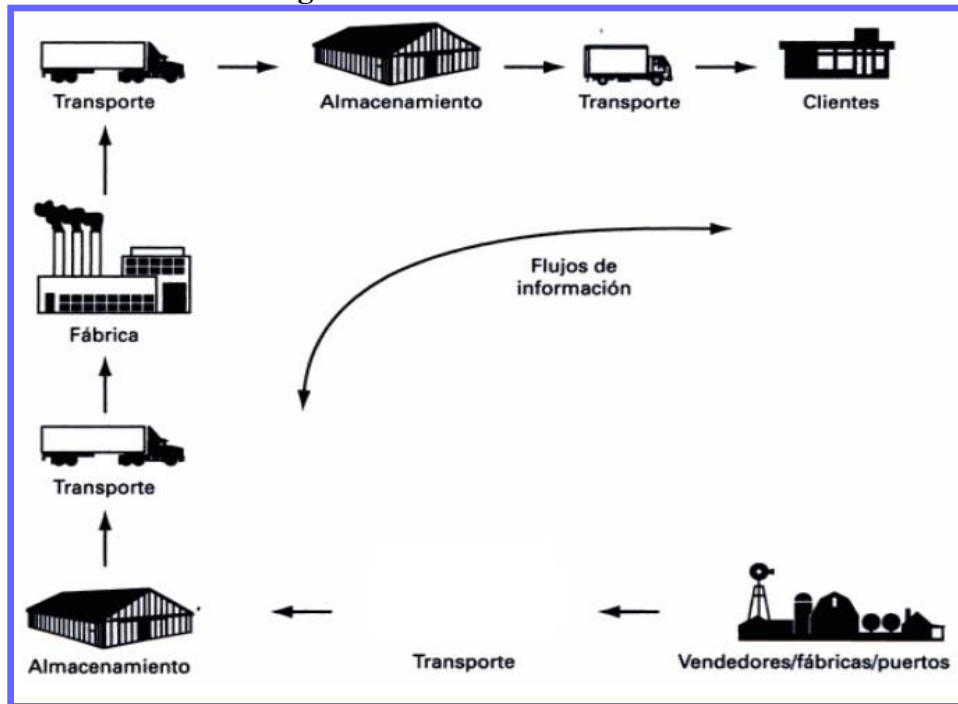 Transporte
Almacenamiento
Transporte
Clientes
Flujos de
información
Fábrica
Transporte
Almacenamiento
Transporte
Vendedores/fábricas/puertos